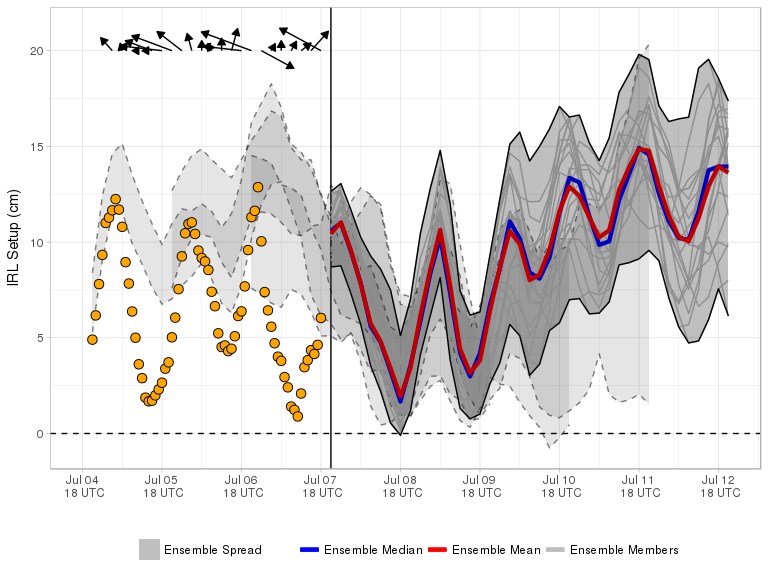 IRL Setup (cm)
20
15
10
5
0
Jul 04 Jul 05 Jul 06 Jul 07 Jul 08 Jul 09 Jul 10 Jul 11 Jul 12
18 UTC 18 UTC 18 UTC 18 UTC 18 UTC 18 UTC 18 UTC 18 UTC 18 UTC
Ensemble Spread Ensemble Median Ensemble Mean Ensemble Members